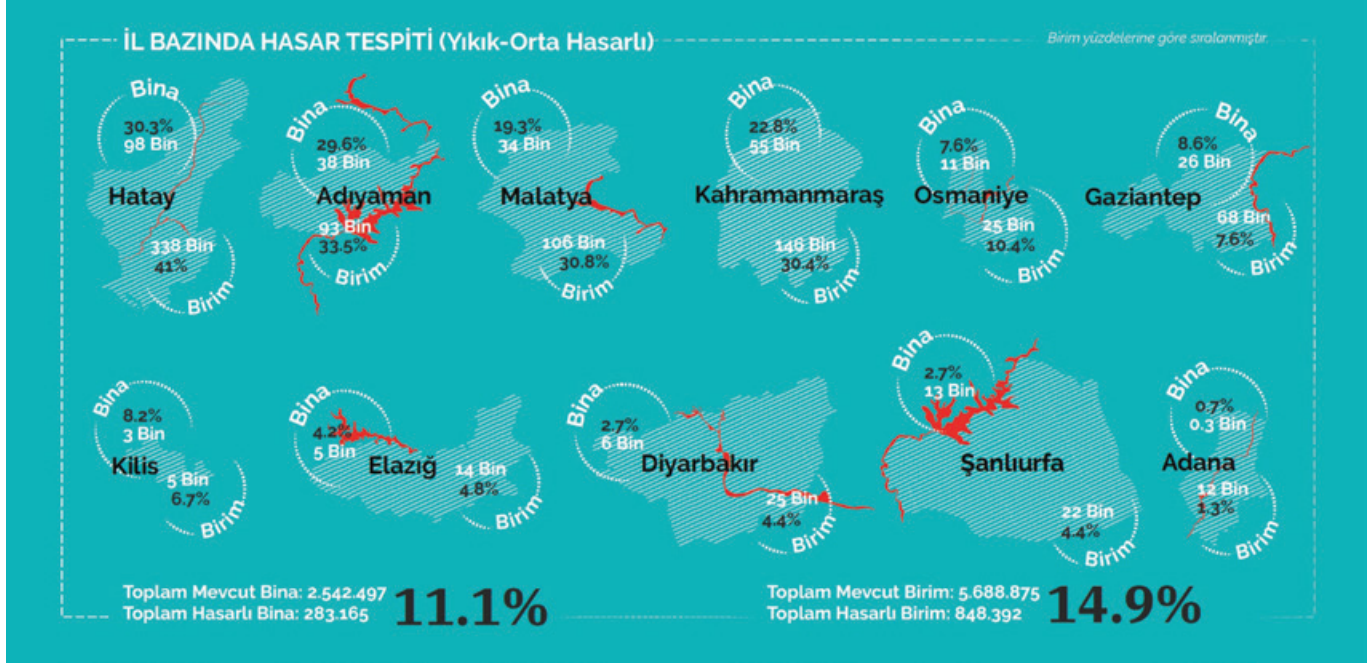 İL BAZINDA HASAR TESPİTİ (Yıkık-Orta Hasarlı)
Birim yüzdelerine göre sıralanmıştır.
Bina
30.3%
98 Bin
Hatay
338 Bin
41%
Birim
Bina
29.6%
38 Bin
Adıyaman
93 Bin
33.5%
Birim
Bina
19.3%
34 Bin
Malatya
106 Bin
30.8%
Birim
Bina
22.8%
55 Bin
Kahramanmaraş
146 Bin
30.4%
Birim
Bina
7.6%
11 Bin
Osmaniye
25 Bin
10.4%
Birim
Bina
8.6%
26 Bin
Gaziantep
68 Bin
7.6%
Birim
Bina
8.2%
3 Bin
Kilis
5 Bin
6.7%
Birim
Bina
4.2%
5 Bin
Elazığ
14 Bin
4.8%
Birim
Bina
2.7%
6 Bin
Diyarbakır
25 Bin
4.4%
Birim
Bina
2.7%
13 Bin
Şanlıurfa
22 Bin
4.4%
Birim
Bina
0.7%
0.3 Bin
Adana
12 Bin
1.3%
Birim
Toplam Mevcut Bina: 2.542.497
Toplam Hasarlı Bina: 283.165
11.1%
Toplam Mevcut Birim: 5.688.875
Toplam Hasarlı Birim: 848.392
14.9%